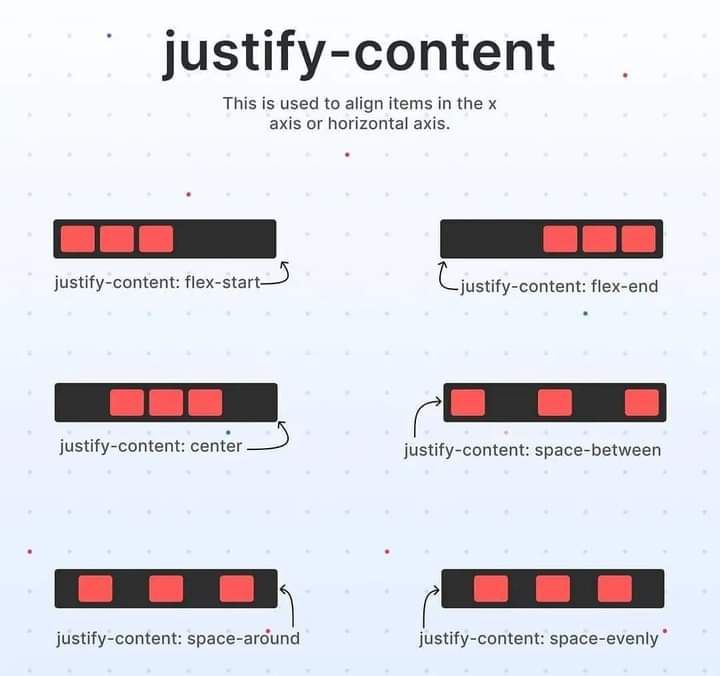 justify-content
This is used to align items in the x
axis or horizontal axis.
justify-content: flex-start
justify-content: flex-end
justify-content: center
justify-content: space-between
justify-content: space-around
justify-content: space-evenly